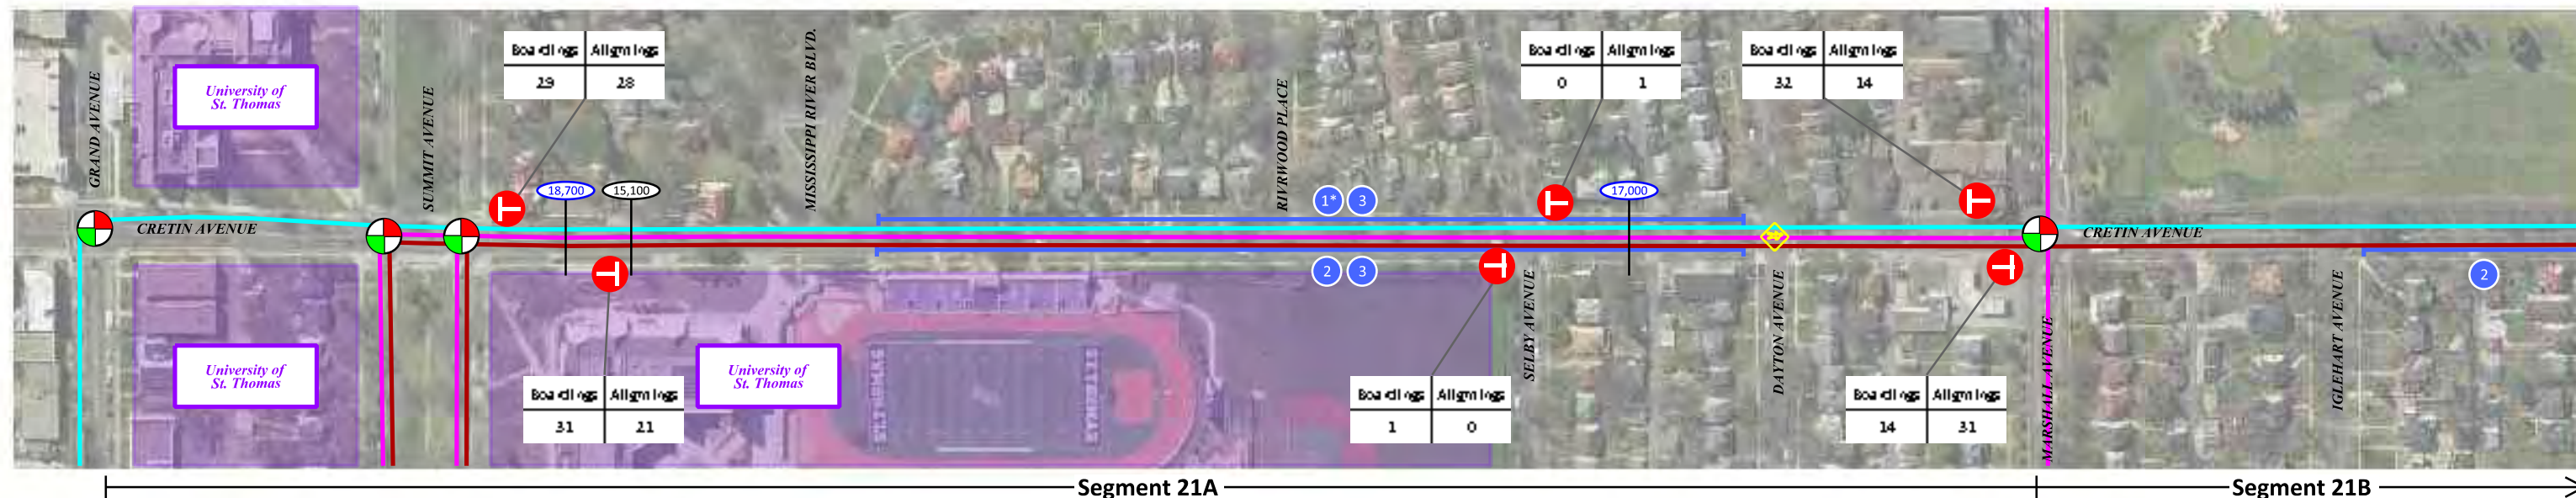 Boardings Alightings
29 28
Boardings Alightings
0 1
Boardings Alightings
32 14
University of
St. Thomas
GRAND AVENUE
SUMMIT AVENUE
MISSISSIPPI RIVER BLVD.
RIVRWOOD PLACE
18,700
15,100
17,000
1*
3
CRETIN AVENUE
CRETIN AVENUE
2
3
2
SELBY AVENUE
DAYTON AVENUE
MARSHALL AVENUE
IGLEHART AVENUE
University of
St. Thomas
University of
St. Thomas
ST. THOMAS
Boardings Alightings
31 21
Boardings Alightings
1 0
Boardings Alightings
14 31
Segment 21A
Segment 21B